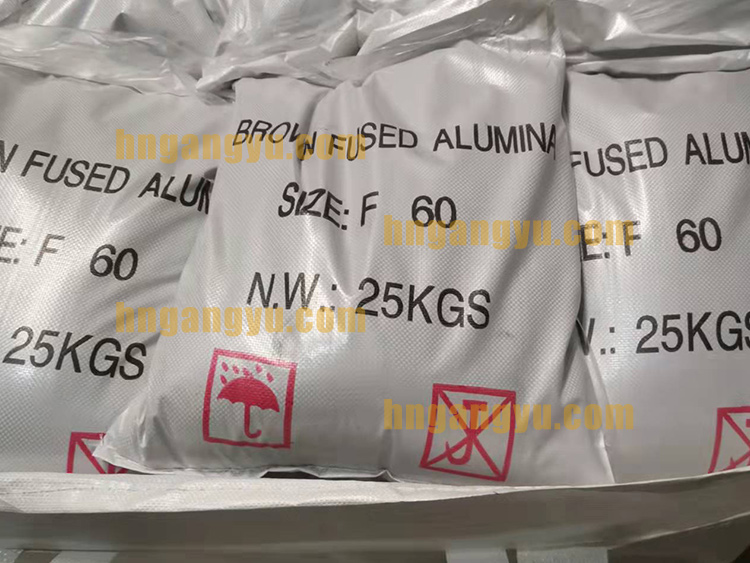 BROWN FUSED ALUMINA
SIZE: F 60
N.W.: 25KGS
N FUSED ALUM
E: F 60
25KGS
FUSED ALUM
E: F 60
V.: 25KGS
hngangyu.com
hngangyu.com
hngangyu.com
hngangyu.com